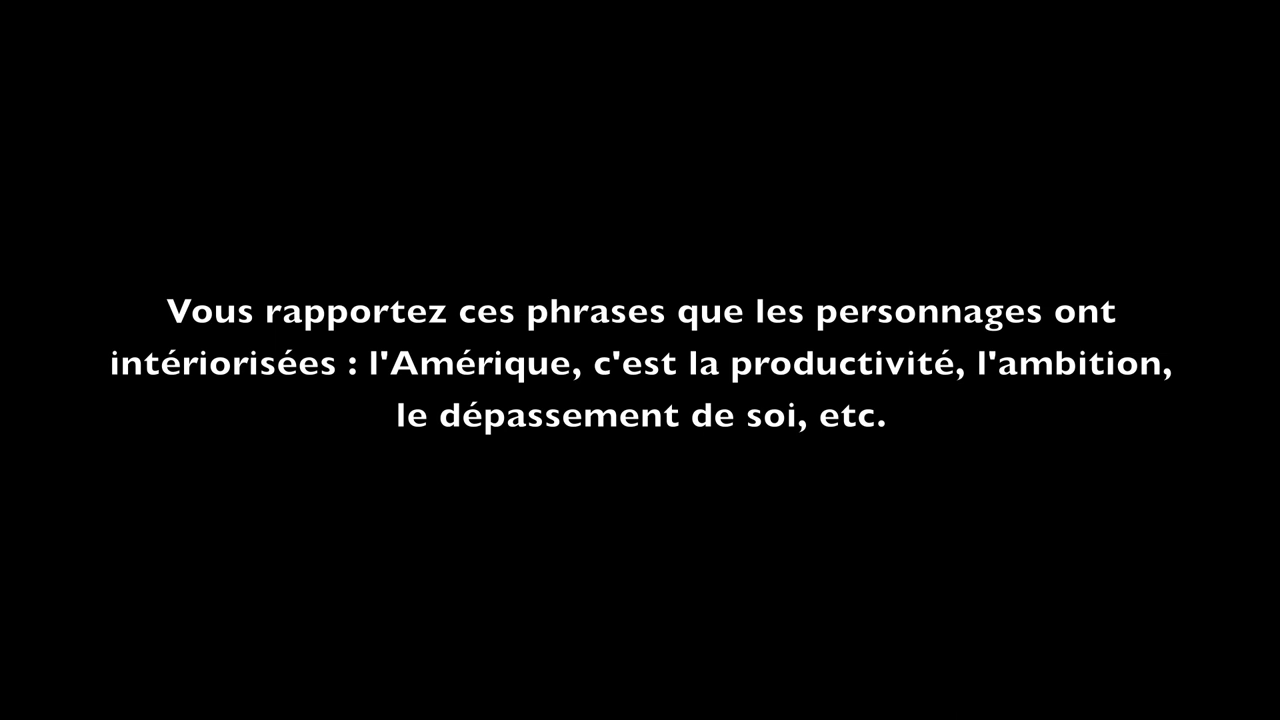 Vous rapportez ces phrases que les personnages ont
intériorisées : l'Amérique, c'est la productivité, l'ambition,
le dépassement de soi, etc.